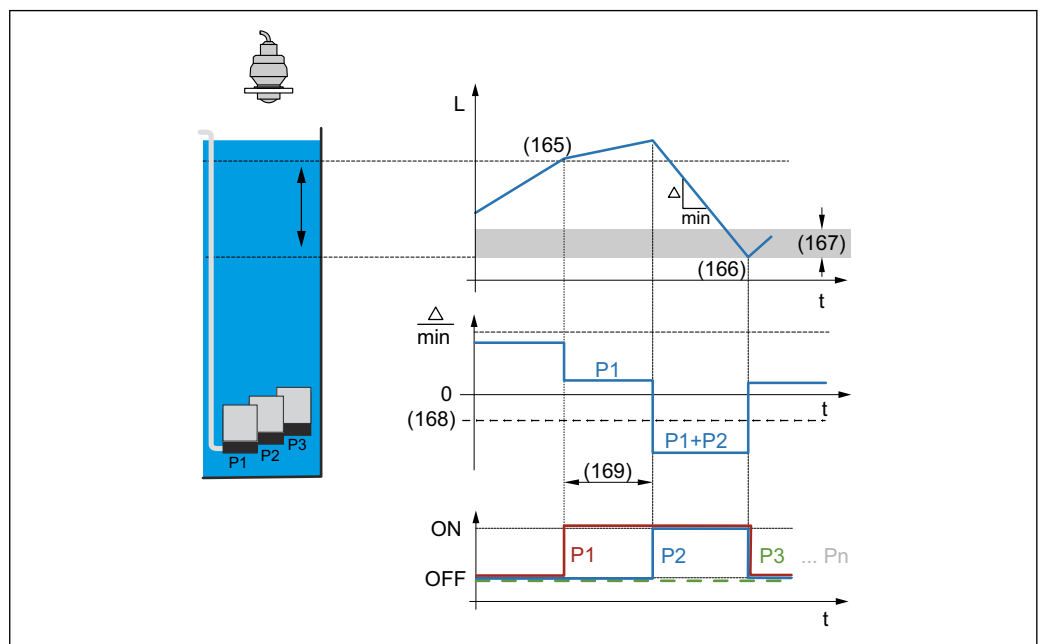 L
(165)
△
min
(167)
(166)
t
△
min
P1
0
t
(168)
P1+P2
P1
P2
P3
(169)
ON
P1
P2
P3
... Pn
OFF
t